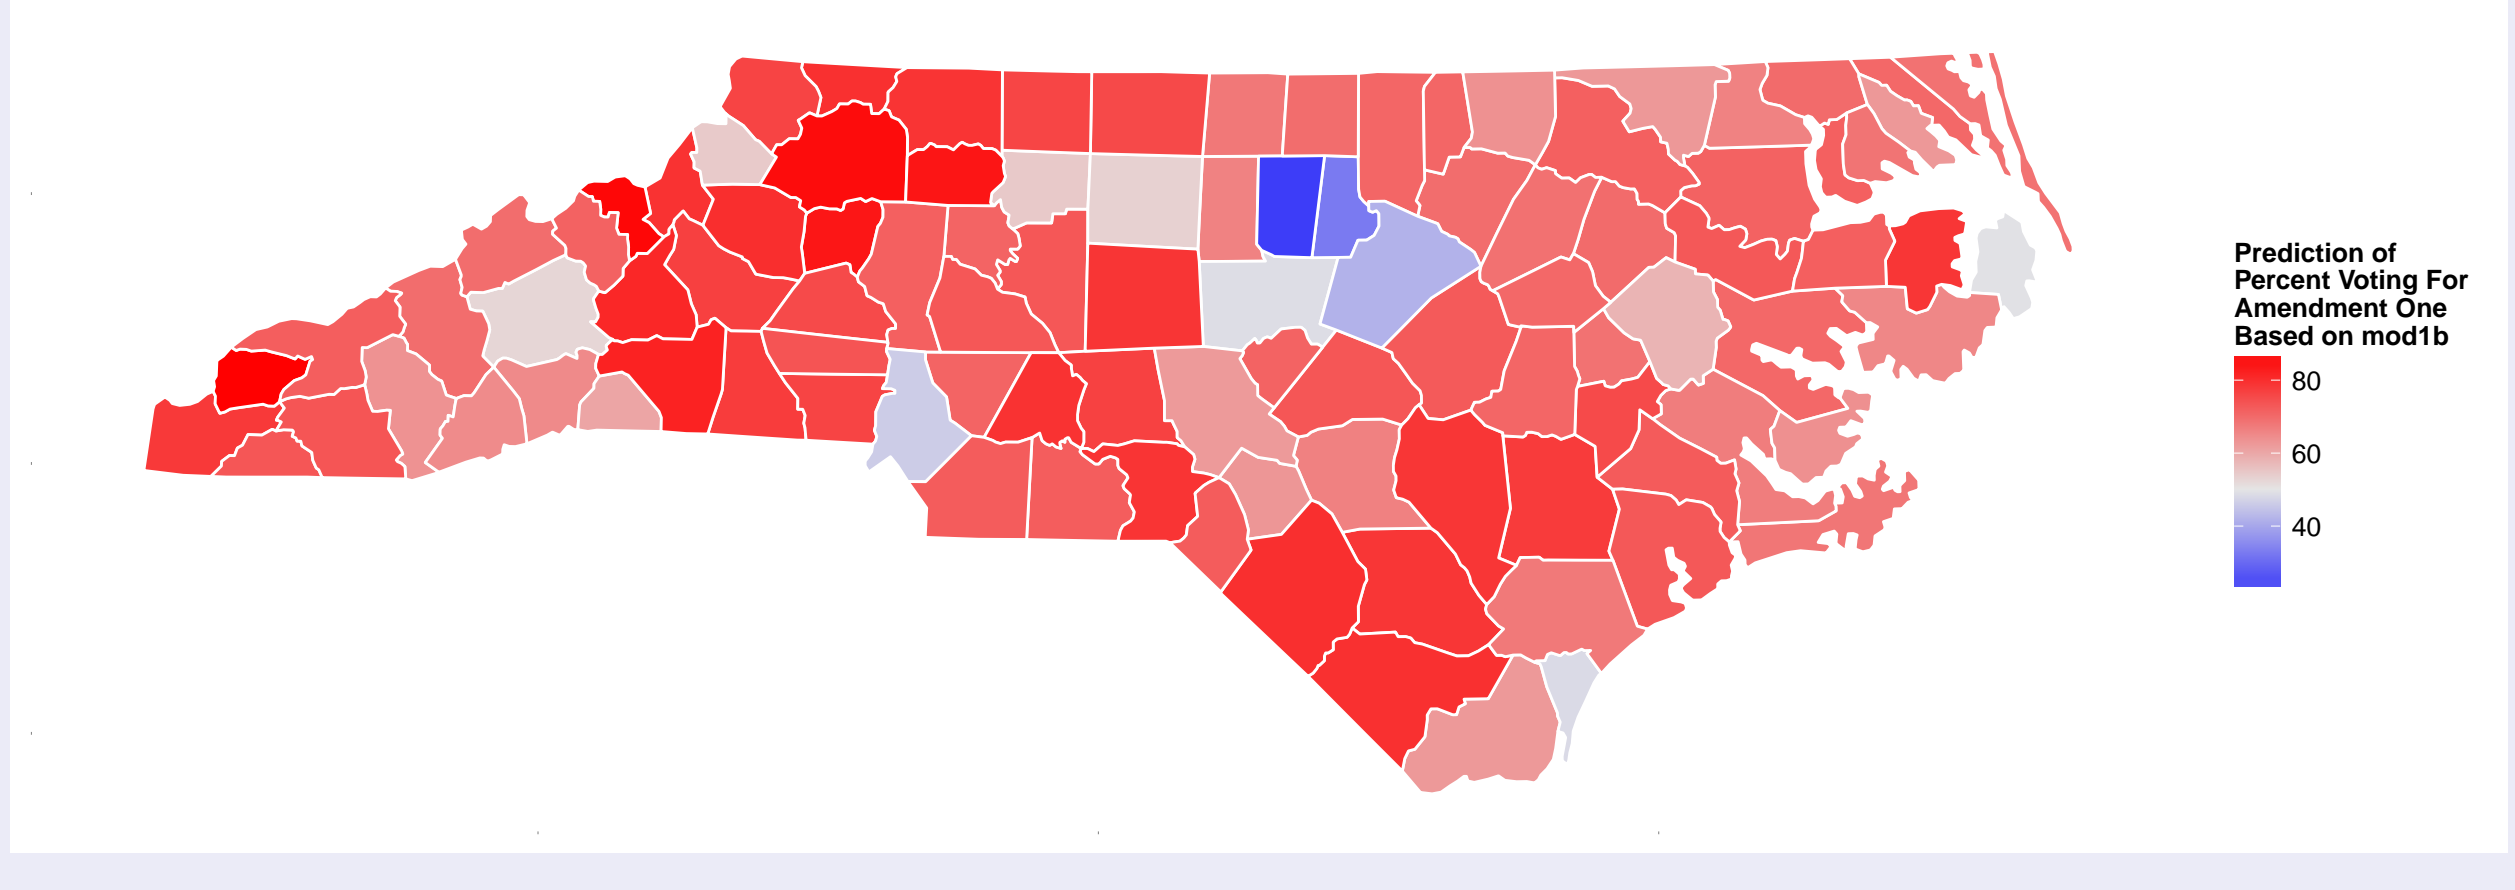 Prediction of
Percent Voting For
Amendment One
Based on mod1b
80
60
40